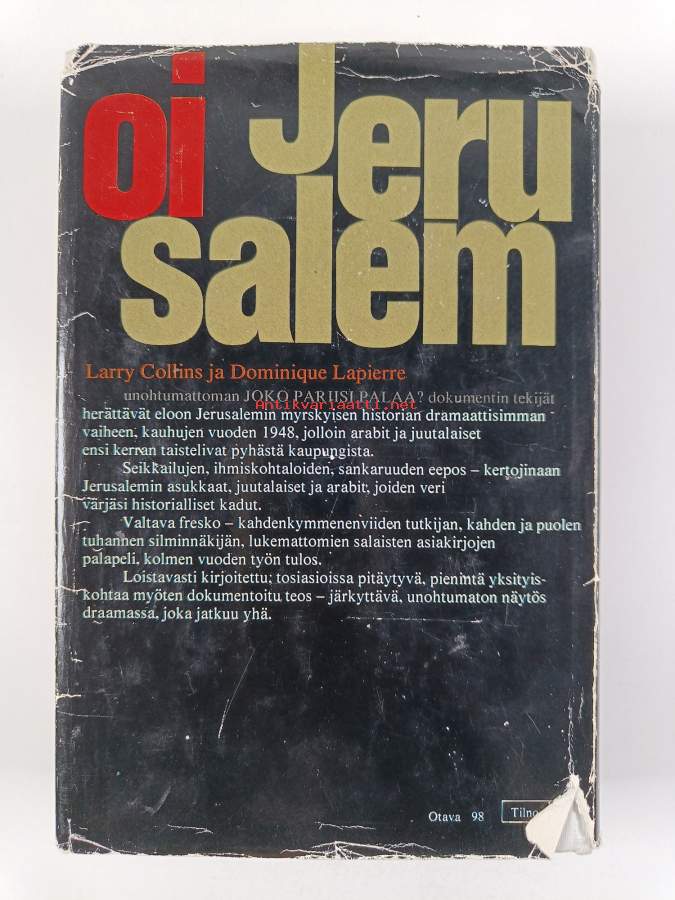 oi Jeru
salem
Larry Collins ja Dominique Lapierre
unohtumattoman JOKO PARIISI PALAA? dokumentin tekijät
Antikvariaatti.net
herättävät eloon Jerusalemin myrskyisen historian dramaattisimman
vaiheen, kauhujen vuoden 1948, jolloin arabit ja juutalaiset
ensi kerran taistelivat pyhästä kaupungista.
Seikkailujen, ihmiskohtaloiden, sankaruuden eepos – kertojinaan
Jerusalemin asukkaat, juutalaiset ja arabit, joiden veri
värjäsi historialliset kadut.
Valtava fresko – kahdenkymmenenviiden tutkijan, kahden ja puolen
tuhannen silminnäkijän, lukemattomien salaisten asiakirjojen
palapeli, kolmen vuoden työn tulos.
Loistavasti kirjoitettu, tosiasioissa pitäytyvä, pienintä yksityis-
kohtaa myöten dokumentoitu teos – järkyttävä, unohtumaton näytös
draamassa, joka jatkuu yhä.
Otava 98